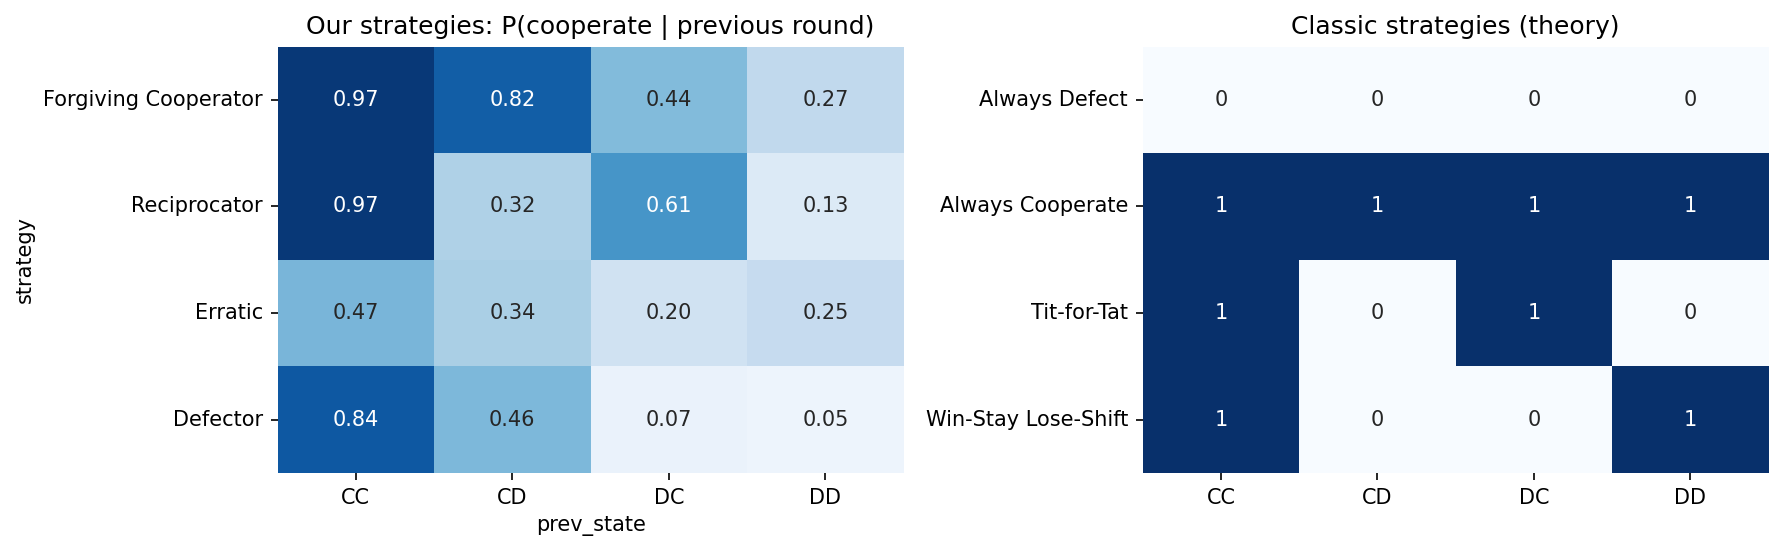 Our strategies: P(cooperate | previous round)
Forgiving Cooperator 0.97 0.82 0.44 0.27
Reciprocator 0.97 0.32 0.61 0.13
Erratic 0.47 0.34 0.20 0.25
Defector 0.84 0.46 0.07 0.05
CC CD DC DD
prev_state
strategy
Classic strategies (theory)
Always Defect 0 0 0 0
Always Cooperate 1 1 1 1
Tit-for-Tat 1 0 1 0
Win-Stay Lose-Shift 1 0 0 1
CC CD DC DD